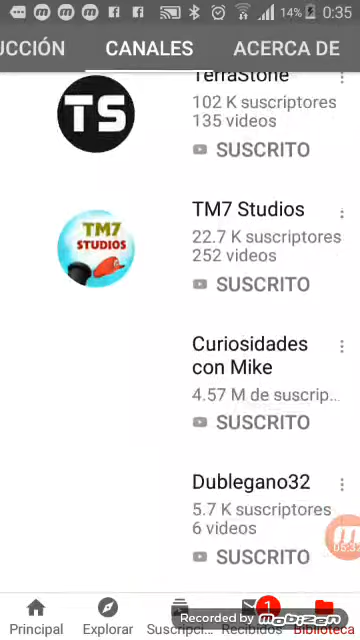 14% 0:35
UCCIÓN CANALES ACERCA DE
TerraStone
102 K suscriptores
135 videos
SUSCRITO
TS
TM7 Studios
22.7 K suscriptores
252 videos
SUSCRITO
TM7
STUDIOS
Curiosidades
con Mike
4.57 M de suscrip...
SUSCRITO
Dublegano32
5.7 K suscriptores
6 videos
SUSCRITO
1
Principal Explorar Suscripci... Recibidos Biblioteca
Recorded by mobizen